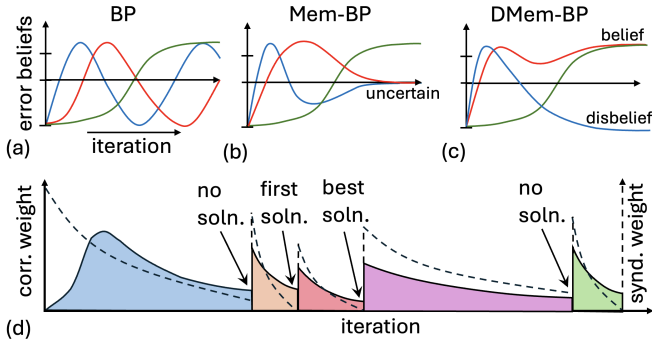 BP
Mem-BP
DMem-BP
error beliefs
belief
uncertain
disbelief
iteration
(a)
(b)
(c)
no
soln.
first
soln.
best
soln.
no
soln.
corr. weight
synd. weight
iteration
(d)